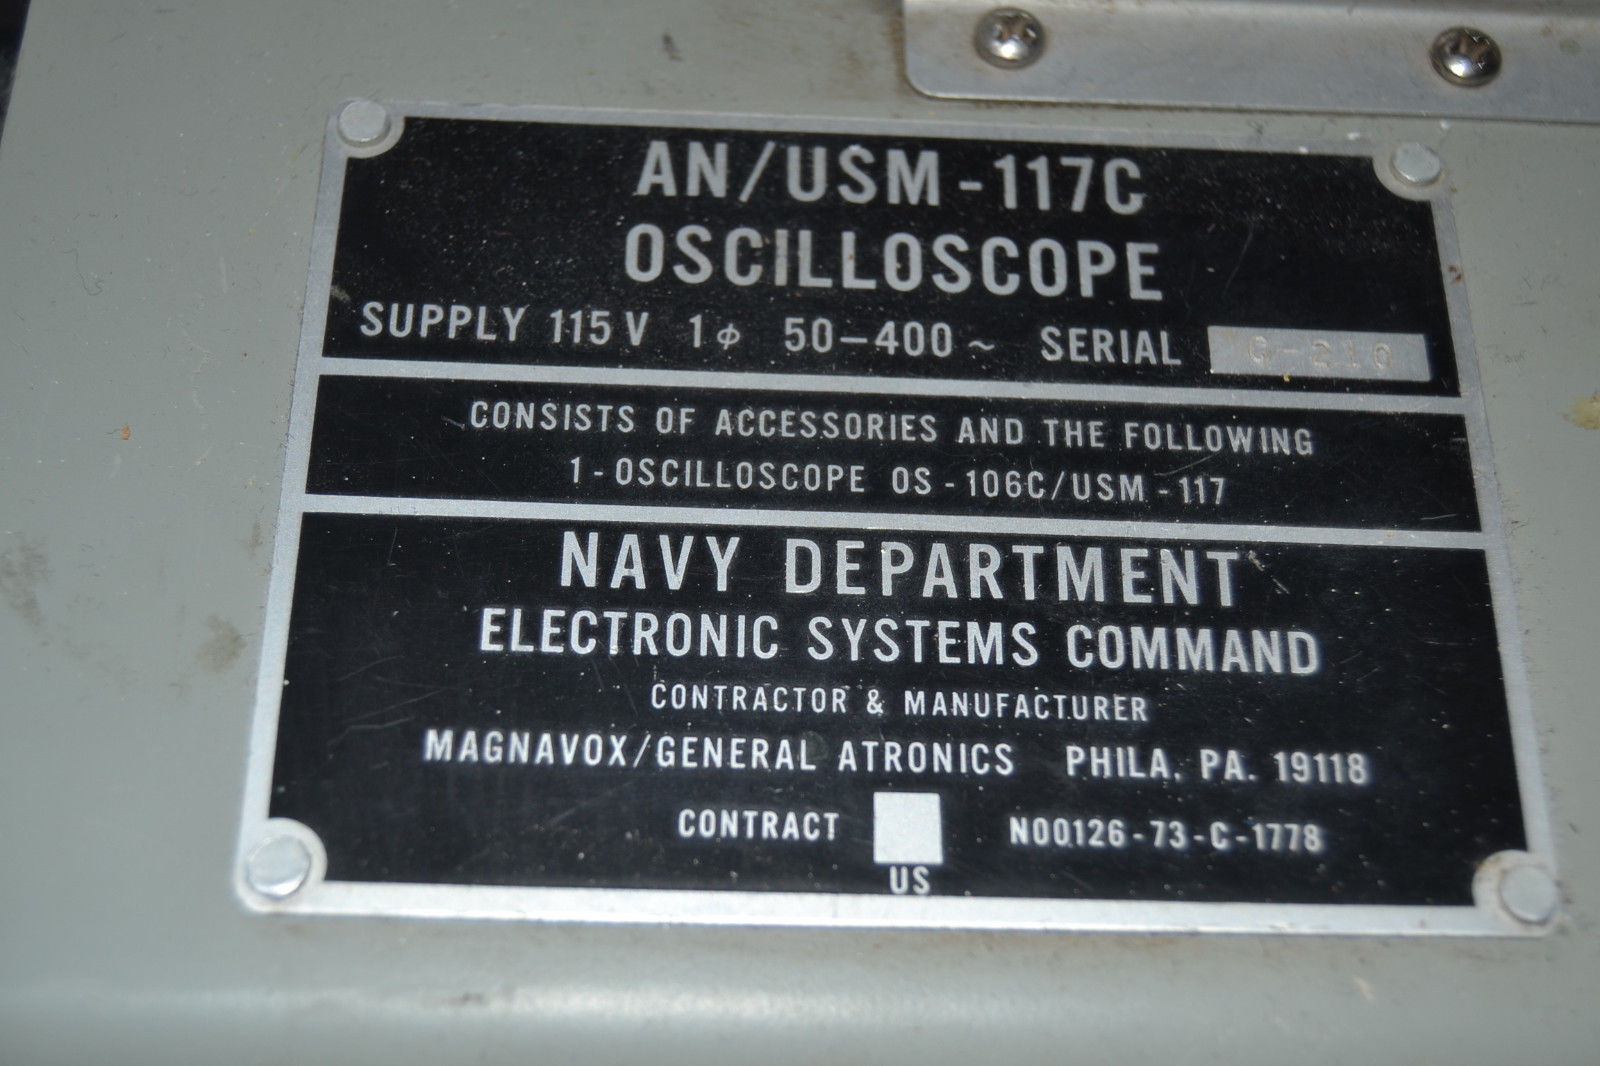 AN/USM-117C
OSCILLOSCOPE
SUPPLY 115V 1φ 50-400~ SERIAL -210
CONSISTS OF ACCESSORIES AND THE FOLLOWING
1-OSCILLOSCOPE OS-106C/USM-117
NAVY DEPARTMENT
ELECTRONIC SYSTEMS COMMAND
CONTRACTOR & MANUFACTURER
MAGNAVOX/GENERAL ATRONICS PHILA, PA. 19118
CONTRACT N00126-73-C-1778
US